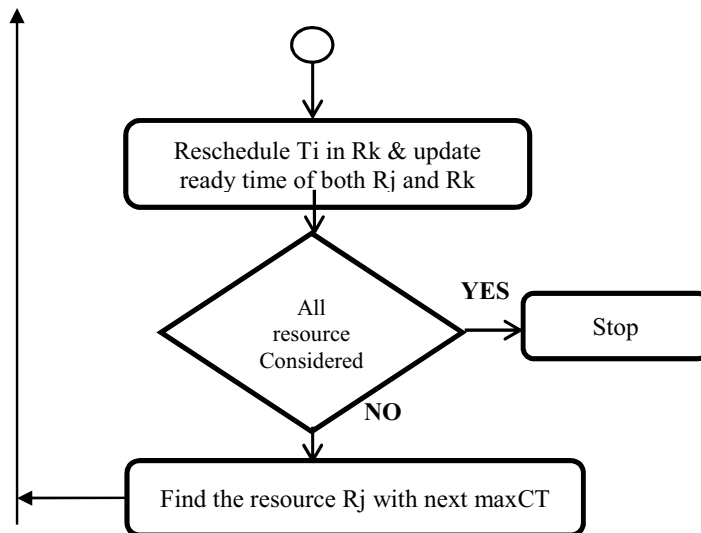 Reschedule Ti in Rk & update
ready time of both Rj and Rk
YES
All
resource
Considered
Stop
NO
Find the resource Rj with next maxCT